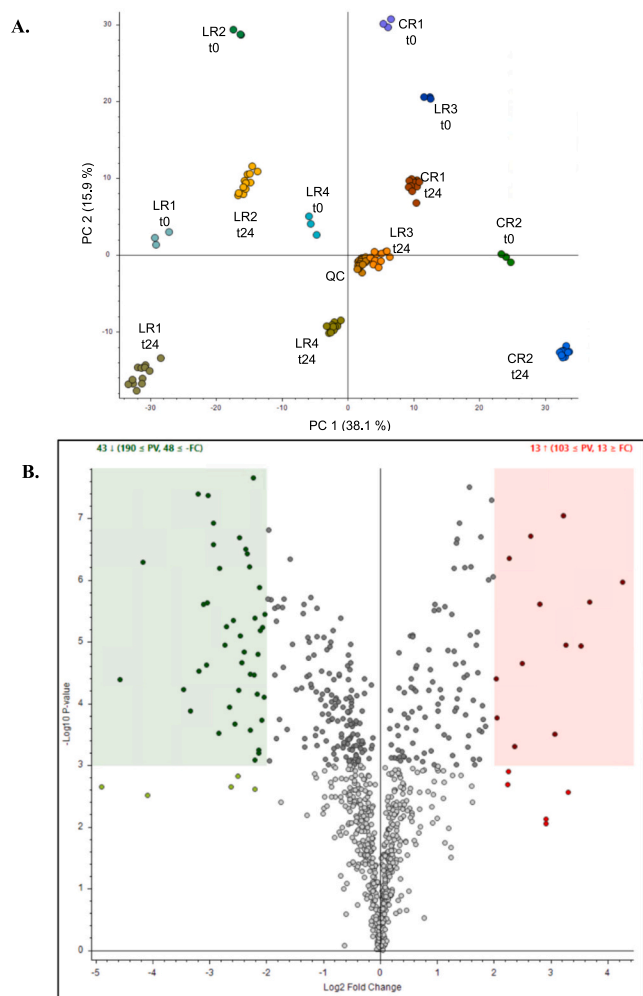 A.
30
20
10
0
-10
-30
-20
-10
0
10
20
30
PC 2 (15.9 %)
PC 1 (38.1 %)
LR2
t0
CR1
t0
LR3
t0
CR1
t24
LR1
t0
LR2
t24
LR4
t0
LR3
t24
CR2
t0
QC
LR1
t24
LR4
t24
CR2
t24
B.
43 ↓ (190 ≤ PV, 48 ≤ -FC)
13 ↑ (103 ≤ PV, 13 ≥ FC)
7
6
5
4
3
2
1
0
-Log10 P-value
-5
-4
-3
-2
-1
0
1
2
3
4
Log2 Fold Change